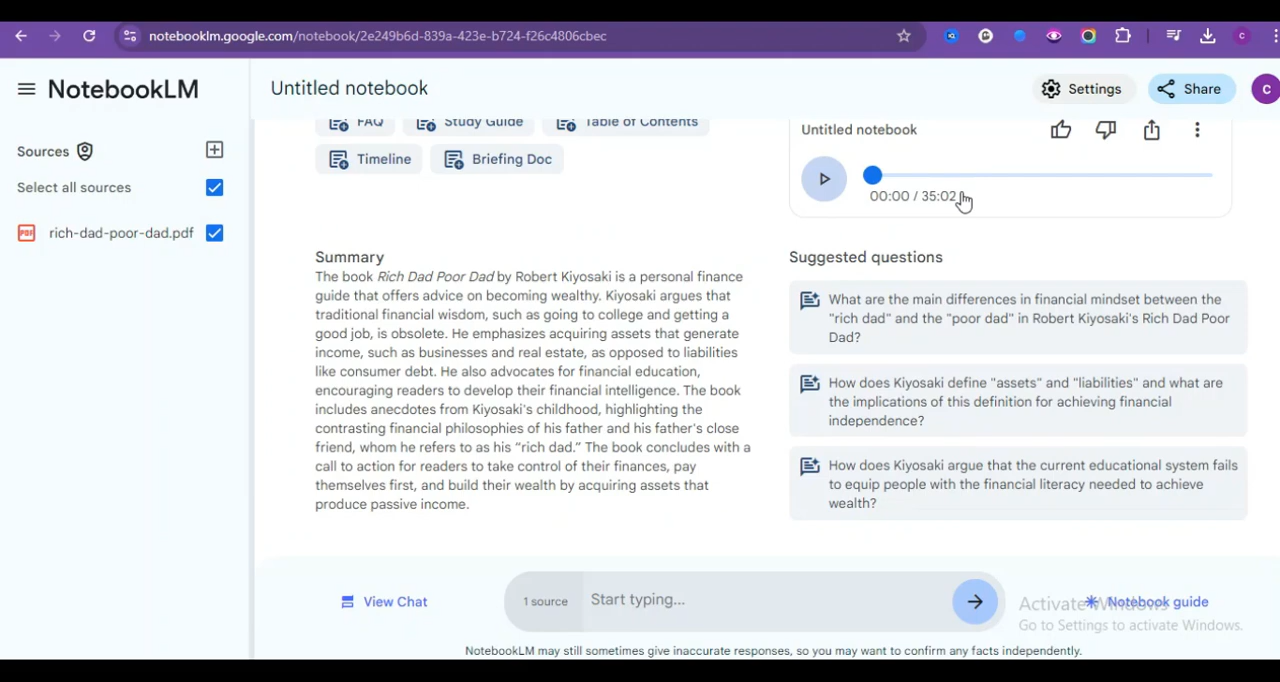 notebooklm.google.com/notebook/2e249b6d-839a-423e-b724-f26c4806cbec
C
NotebookLM
Untitled notebook
Settings
Share
C
Sources
Select all sources
PDF
rich-dad-poor-dad.pdf
FAQ
Study Guide
Table of Contents
Timeline
Briefing Doc
Untitled notebook
00:00 / 35:02
Summary
The book Rich Dad Poor Dad by Robert Kiyosaki is a personal finance
guide that offers advice on becoming wealthy. Kiyosaki argues that
traditional financial wisdom, such as going to college and getting a
good job, is obsolete. He emphasizes acquiring assets that generate
income, such as businesses and real estate, as opposed to liabilities
like consumer debt. He also advocates for financial education,
encouraging readers to develop their financial intelligence. The book
includes anecdotes from Kiyosaki's childhood, highlighting the
contrasting financial philosophies of his father and his father's close
friend, whom he refers to as his “rich dad.” The book concludes with a
call to action for readers to take control of their finances, pay
themselves first, and build their wealth by acquiring assets that
produce passive income.
Suggested questions
What are the main differences in financial mindset between the
"rich dad" and the "poor dad" in Robert Kiyosaki's Rich Dad Poor
Dad?
How does Kiyosaki define "assets" and "liabilities" and what are
the implications of this definition for achieving financial
independence?
How does Kiyosaki argue that the current educational system fails
to equip people with the financial literacy needed to achieve
wealth?
View Chat
1 source
Start typing...
Notebook guide
Activate Windows
Go to Settings to activate Windows.
NotebookLM may still sometimes give inaccurate responses, so you may want to confirm any facts independently.